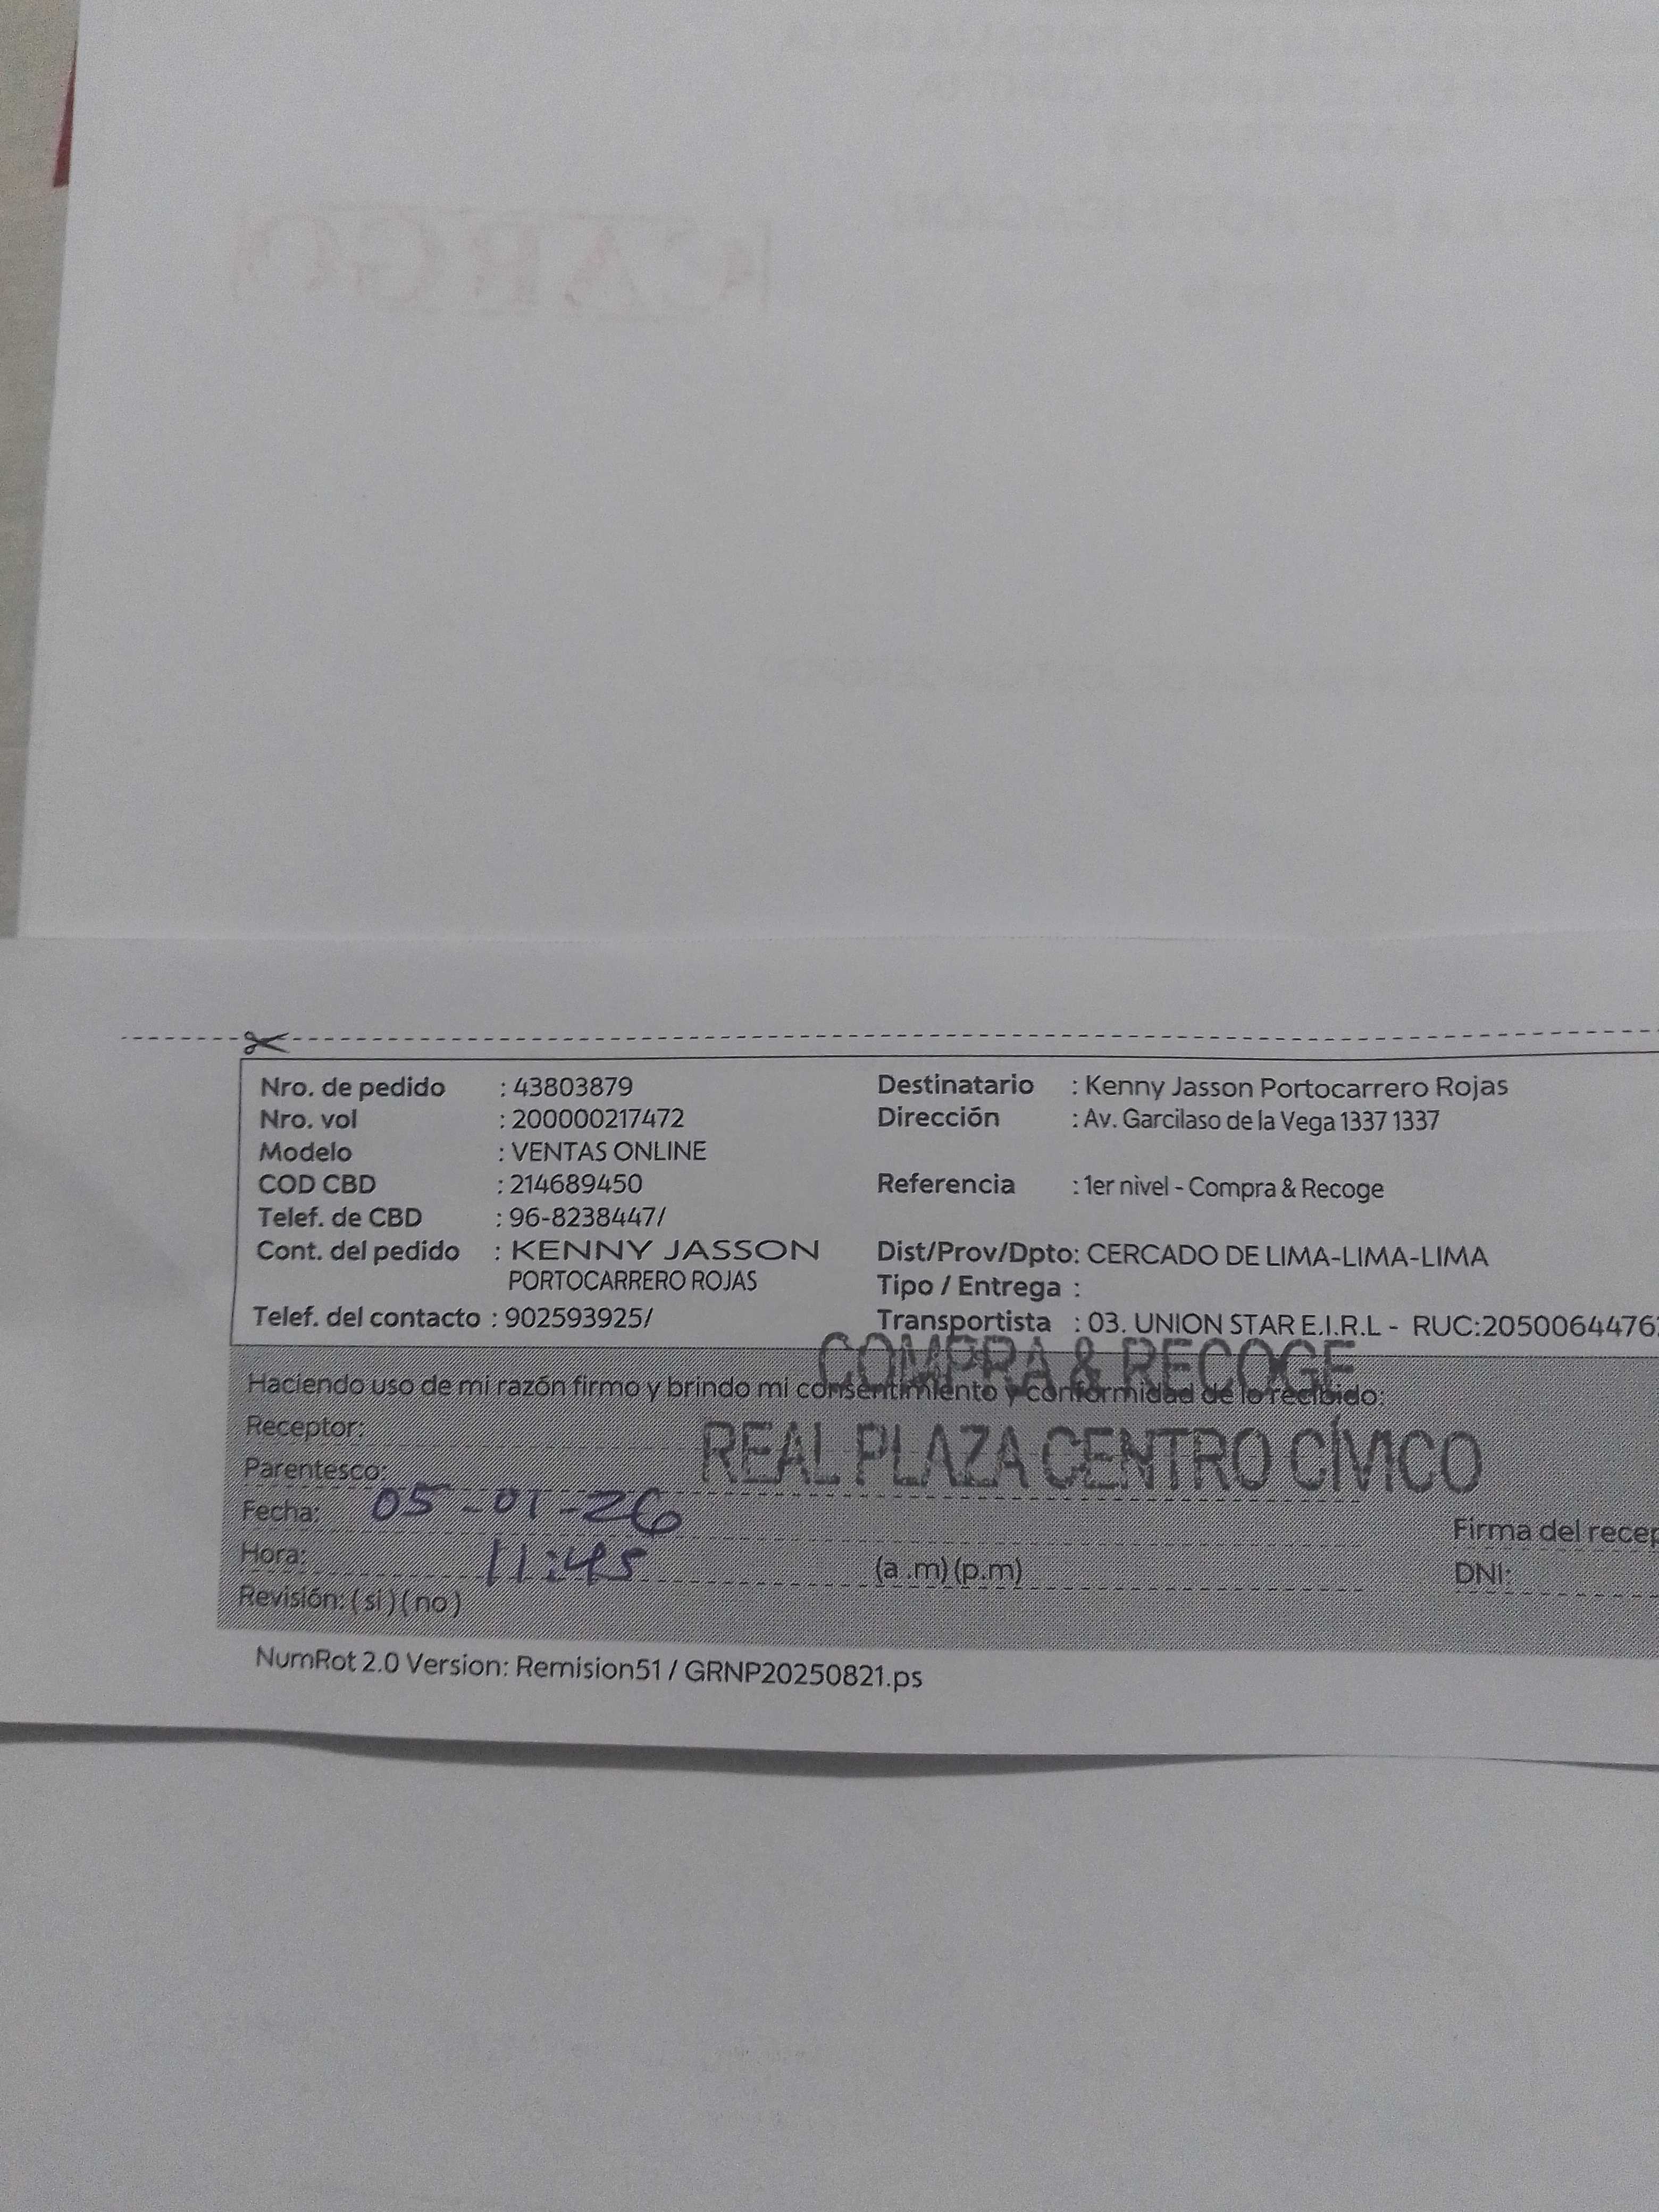 Nro. de pedido : 43803879
Nro. vol : 200000217472
Modelo : VENTAS ONLINE
COD CBD : 214689450
Telef. de CBD : 96-8238447/
Cont. del pedido : KENNY JASSON
PORTOCARRERO ROJAS
Telef. del contacto : 902593925/
Destinatario : Kenny Jasson Portocarrero Rojas
Dirección : Av. Garcilaso de la Vega 1337 1337
Referencia : 1er nivel - Compra & Recoge
Dist/Prov/Dpto: CERCADO DE LIMA-LIMA-LIMA
Tipo / Entrega :
Transportista : 03. UNION STAR E.I.R.L - RUC:2050064476
COMPRA & RECOGE
Haciendo uso de mi razón firmo y brindo mi consentimiento y conformidad de lo recibido:
REAL PLAZA CENTRO CÍVICO
Receptor:
Parentesco:
Fecha: 05-01-26
Hora: 11:45 (a.m) (p.m)
Revisión: (si) (no)
Firma del recep
DNI:
NumRot 2.0 Version: Remision51 / GRNP20250821.ps
CARGO